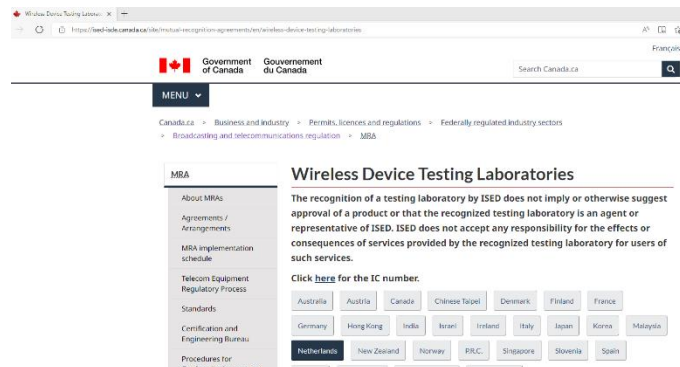 Wireless Device Testing Laborat
https://ised-isde.canada.ca/site/mutual-recognition-agreements/en/wireless-device-testing-laboratories
Français
Government of Canada
Gouvernement du Canada
Search Canada.ca
MENU
Canada.ca > Business and industry > Permits, licences and regulations > Federally regulated industry sectors
> Broadcasting and telecommunications regulation > MRA
MRA
About MRAs
Agreements /
Arrangements
MRA implementation
schedule
Telecom Equipment
Regulatory Process
Standards
Certification and
Engineering Bureau
Procedures for
Wireless Device Testing Laboratories
The recognition of a testing laboratory by ISED does not imply or otherwise suggest
approval of a product or that the recognized testing laboratory is an agent or
representative of ISED. ISED does not accept any responsibility for the effects or
consequences of services provided by the recognized testing laboratory for users of
such services.
Click here for the IC number.
Australia Austria Canada Chinese Taipei Denmark Finland France
Germany Hong Kong India Israel Ireland Italy Japan Korea Malaysia
Netherlands New Zealand Norway P.R.C. Singapore Slovenia Spain